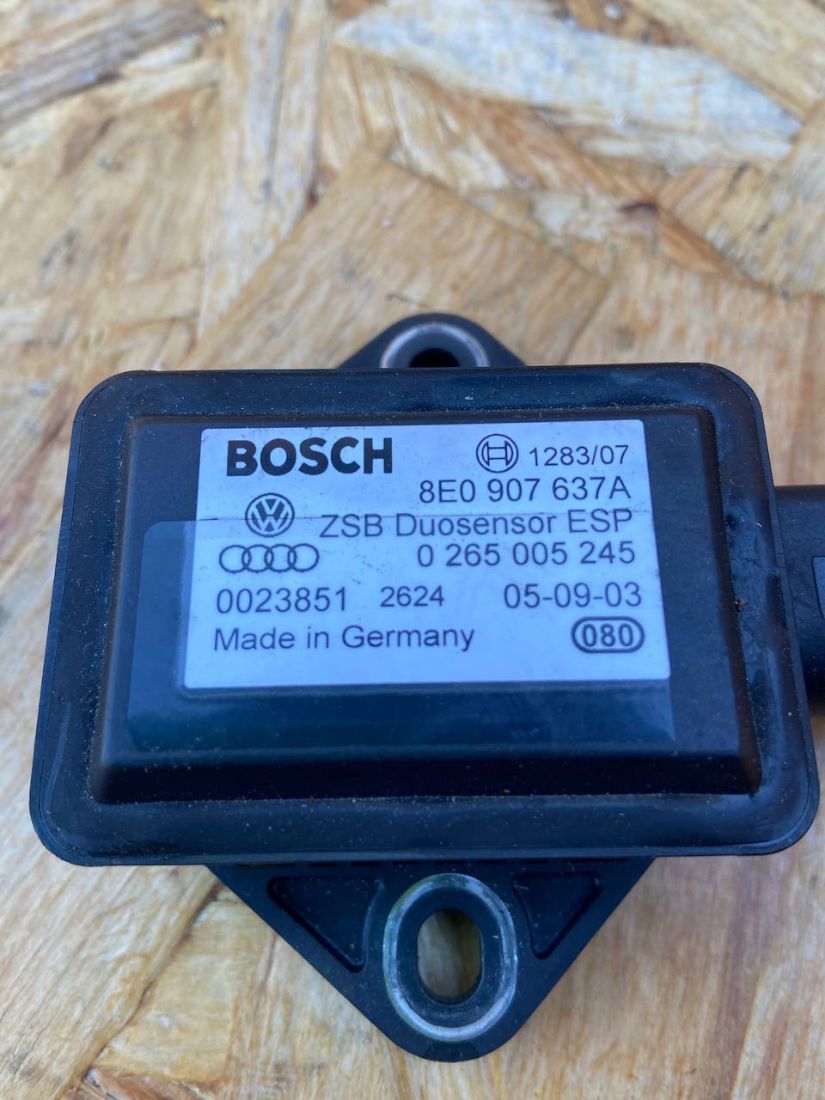 BOSCH 1283/07
8E0 907 637A
ZSB Duosensor ESP
0 265 005 245
0023851 2624 05-09-03
Made in Germany 080